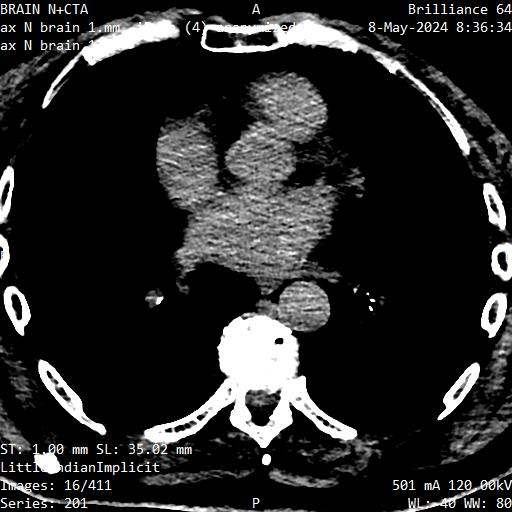 BRAIN N+CTA
A
Brilliance 64
ax N brain 1.mm
(4)
8-May-2024 8:36:34
ax N brain
ST: 1.00 mm SL: 35.02 mm
LittleEndianImplicit
Images: 16/411
501 mA 120.00kV
Series: 201
P
WL: 40 WW: 80